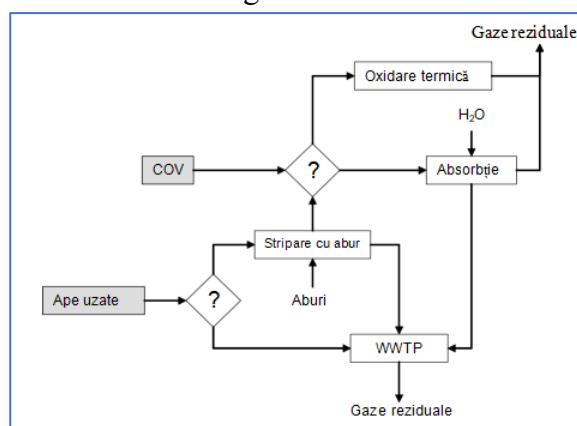 Gaze reziduale
Oxidare termică
H₂O
COV
?
Absorbție
Stripare cu abur
Ape uzate
?
Aburi
WWTP
Gaze reziduale